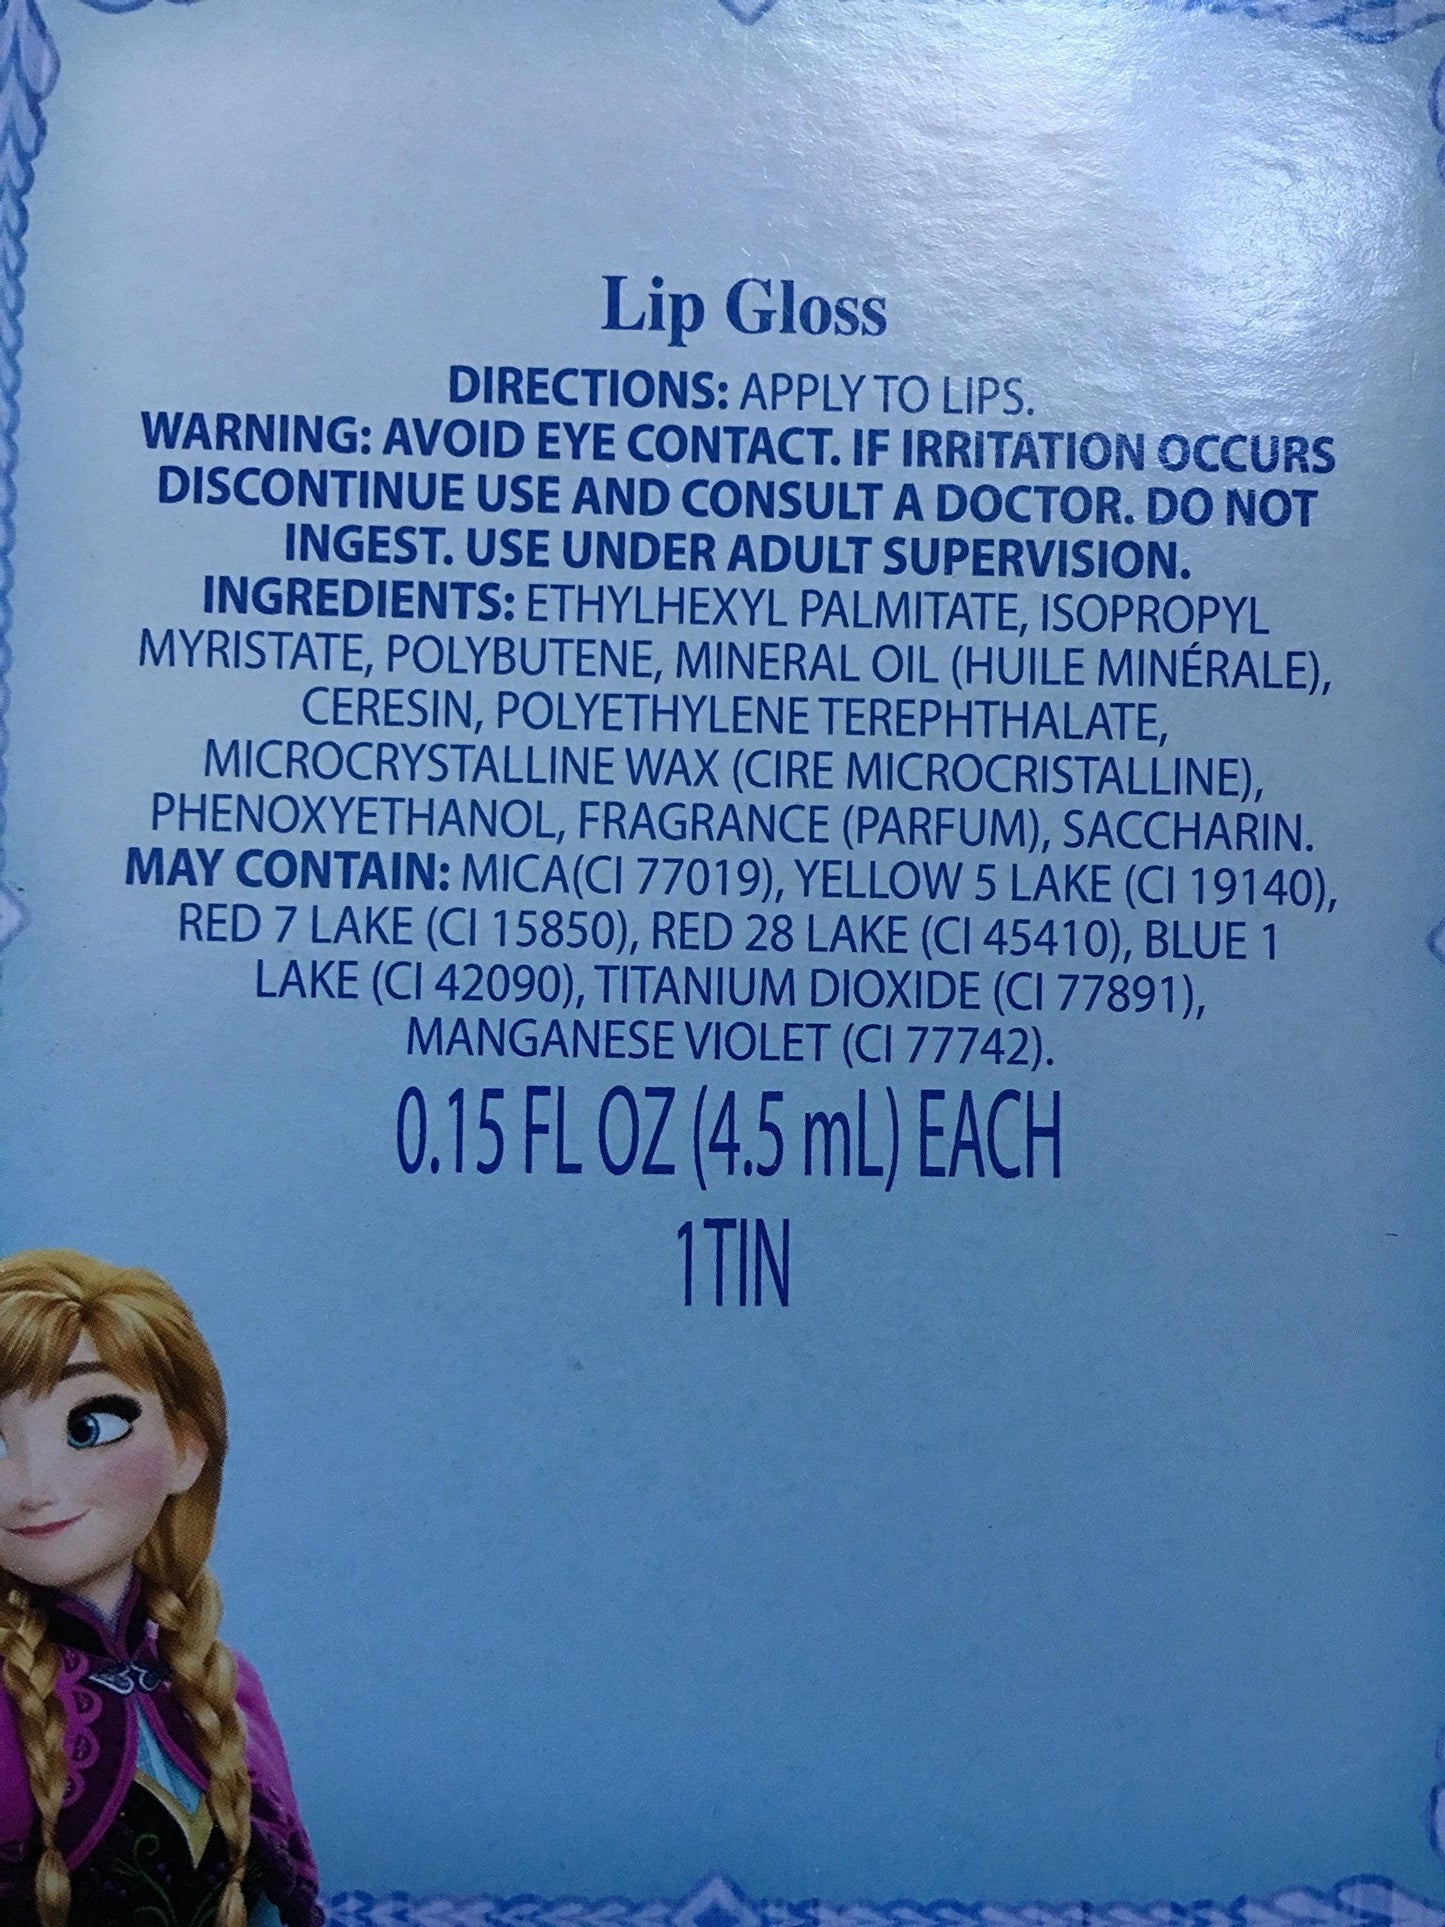 Lip Gloss
DIRECTIONS: APPLY TO LIPS.
WARNING: AVOID EYE CONTACT. IF IRRITATION OCCURS
DISCONTINUE USE AND CONSULT A DOCTOR. DO NOT
INGEST. USE UNDER ADULT SUPERVISION.
INGREDIENTS: ETHYLHEXYL PALMITATE, ISOPROPYL
MYRISTATE, POLYBUTENE, MINERAL OIL (HUILE MINÉRALE),
CERESIN, POLYETHYLENE TEREPHTHALATE,
MICROCRYSTALLINE WAX (CIRE MICROCRISTALLINE),
PHENOXYETHANOL, FRAGRANCE (PARFUM), SACCHARIN.
MAY CONTAIN: MICA(CI 77019), YELLOW 5 LAKE (CI 19140),
RED 7 LAKE (CI 15850), RED 28 LAKE (CI 45410), BLUE 1
LAKE (CI 42090), TITANIUM DIOXIDE (CI 77891),
MANGANESE VIOLET (CI 77742).
0.15 FL OZ (4.5 mL) EACH
1 TIN